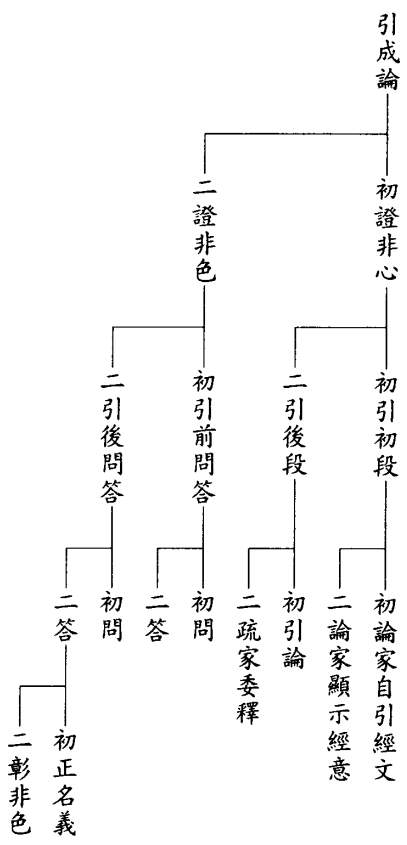 引成論
初證非心
二證非色
初引初段
二引後段
初引前問答
二引後問答
初論家自引經文
二論家顯示經意
初引論
二疏家委釋
初問
二答
初問
二答
初正名義
二彰非色